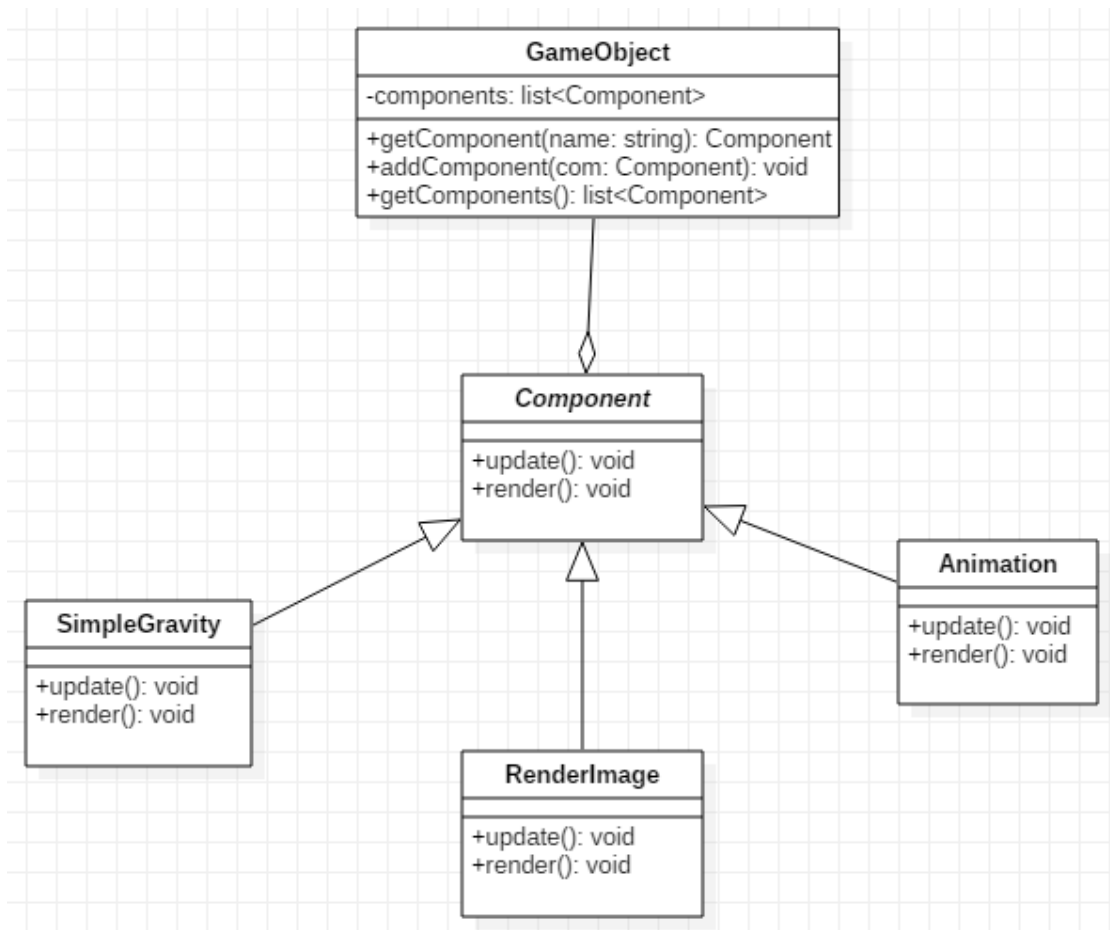 GameObject
-components: list<Component>
+getComponent(name: string): Component
+addComponent(com: Component): void
+getComponents(): list<Component>
Component
+update(): void
+render(): void
SimpleGravity
+update(): void
+render(): void
RenderImage
+update(): void
+render(): void
Animation
+update(): void
+render(): void